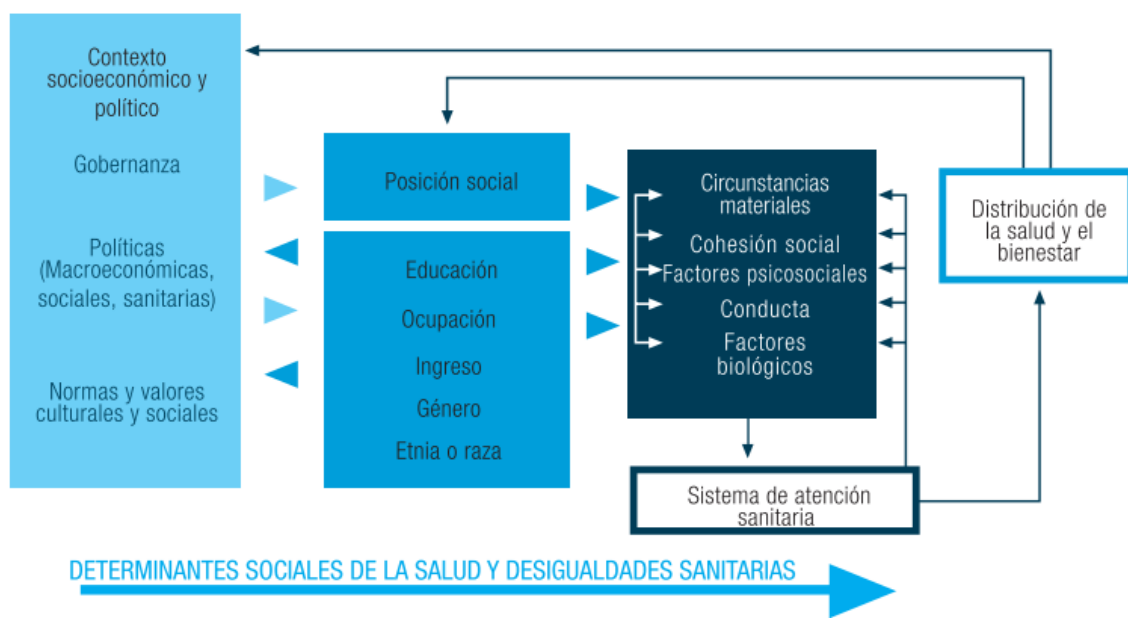 Contexto
socioeconómico y
político
Gobernanza
Políticas
(Macroeconómicas,
sociales, sanitarias)
Normas y valores
culturales y sociales
Posición social
Educación
Ocupación
Ingreso
Género
Etnia o raza
Circunstancias
materiales
Cohesión social
Factores psicosociales
Conducta
Factores
biológicos
Sistema de atención
sanitaria
Distribución de
la salud y el
bienestar
DETERMINANTES SOCIALES DE LA SALUD Y DESIGUALDADES SANITARIAS